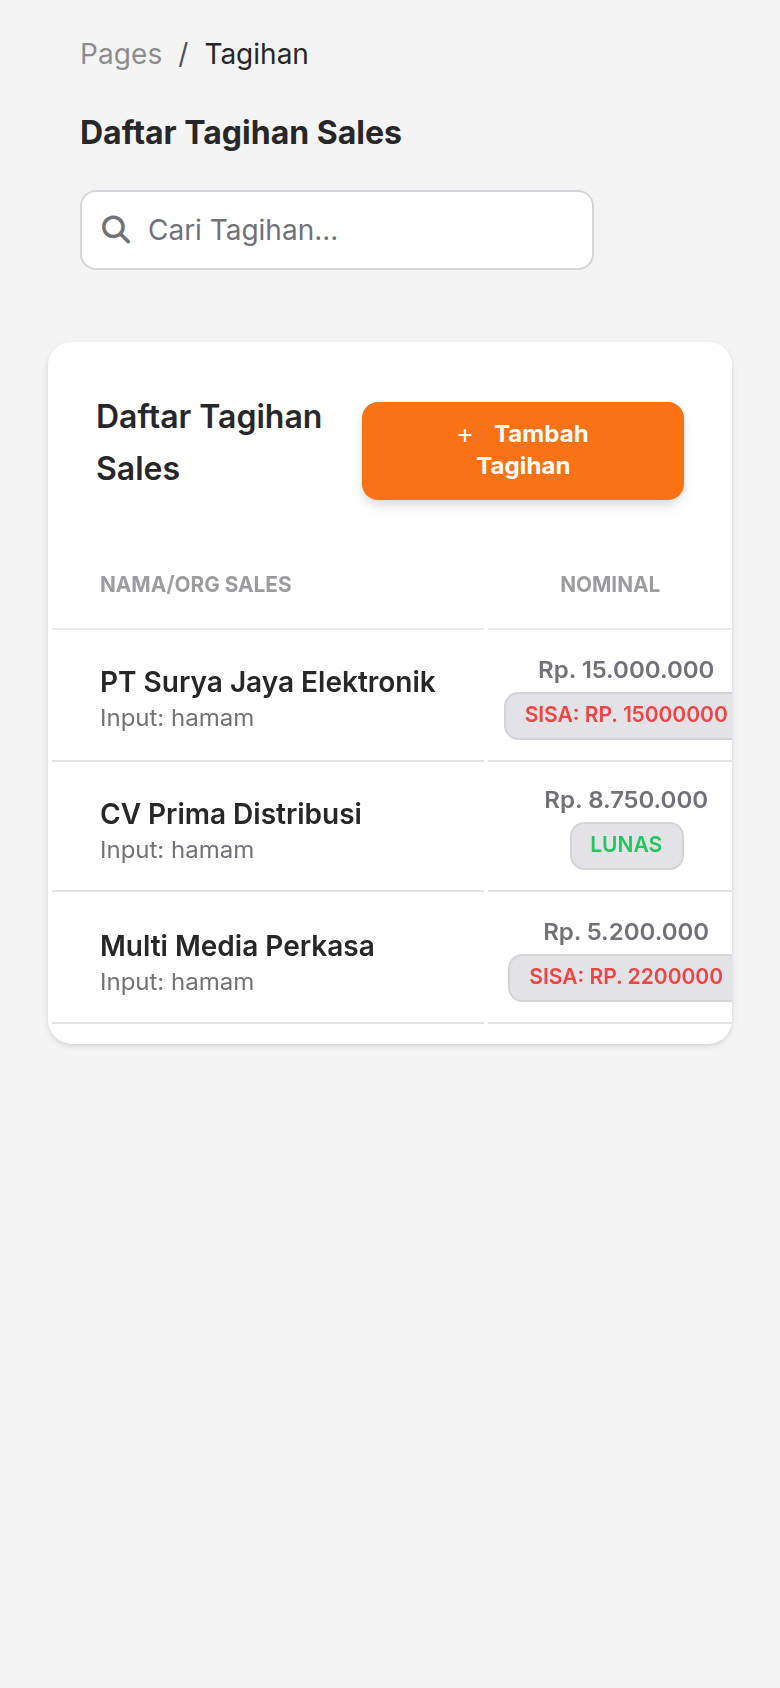 Pages / Tagihan
Daftar Tagihan Sales
Cari Tagihan...
Daftar Tagihan
Sales
+ Tambah
Tagihan
NAMA/ORG SALES NOMINAL
PT Surya Jaya Elektronik
Input: hamam
Rp. 15.000.000
SISA: RP. 15000000
CV Prima Distribusi
Input: hamam
Rp. 8.750.000
LUNAS
Multi Media Perkasa
Input: hamam
Rp. 5.200.000
SISA: RP. 2200000